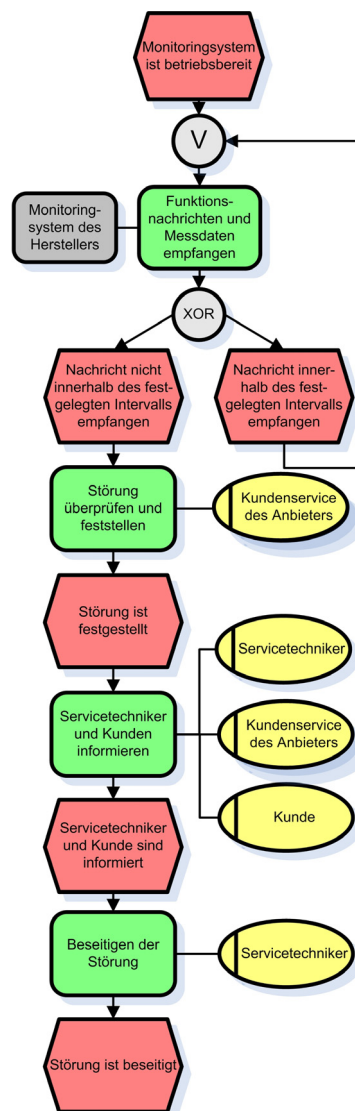 Monitoringsystem
ist betriebsbereit
V
Monitoring-
system des
Herstellers
Funktions-
nachrichten und
Messdaten
empfangen
XOR
Nachricht nicht
innerhalb des fest-
gelegten Intervalls
empfangen
Nachricht inner-
halb des fest-
gelegten Intervalls
empfangen
Störung
überprüfen und
feststellen
Kundenservice
des Anbieters
Störung ist
festgestellt
Servicetechniker
und Kunden
informieren
Servicetechniker
Kundenservice
des Anbieters
Kunde
Servicetechniker
und Kunde sind
informiert
Beseitigen der
Störung
Servicetechniker
Störung ist beseitigt